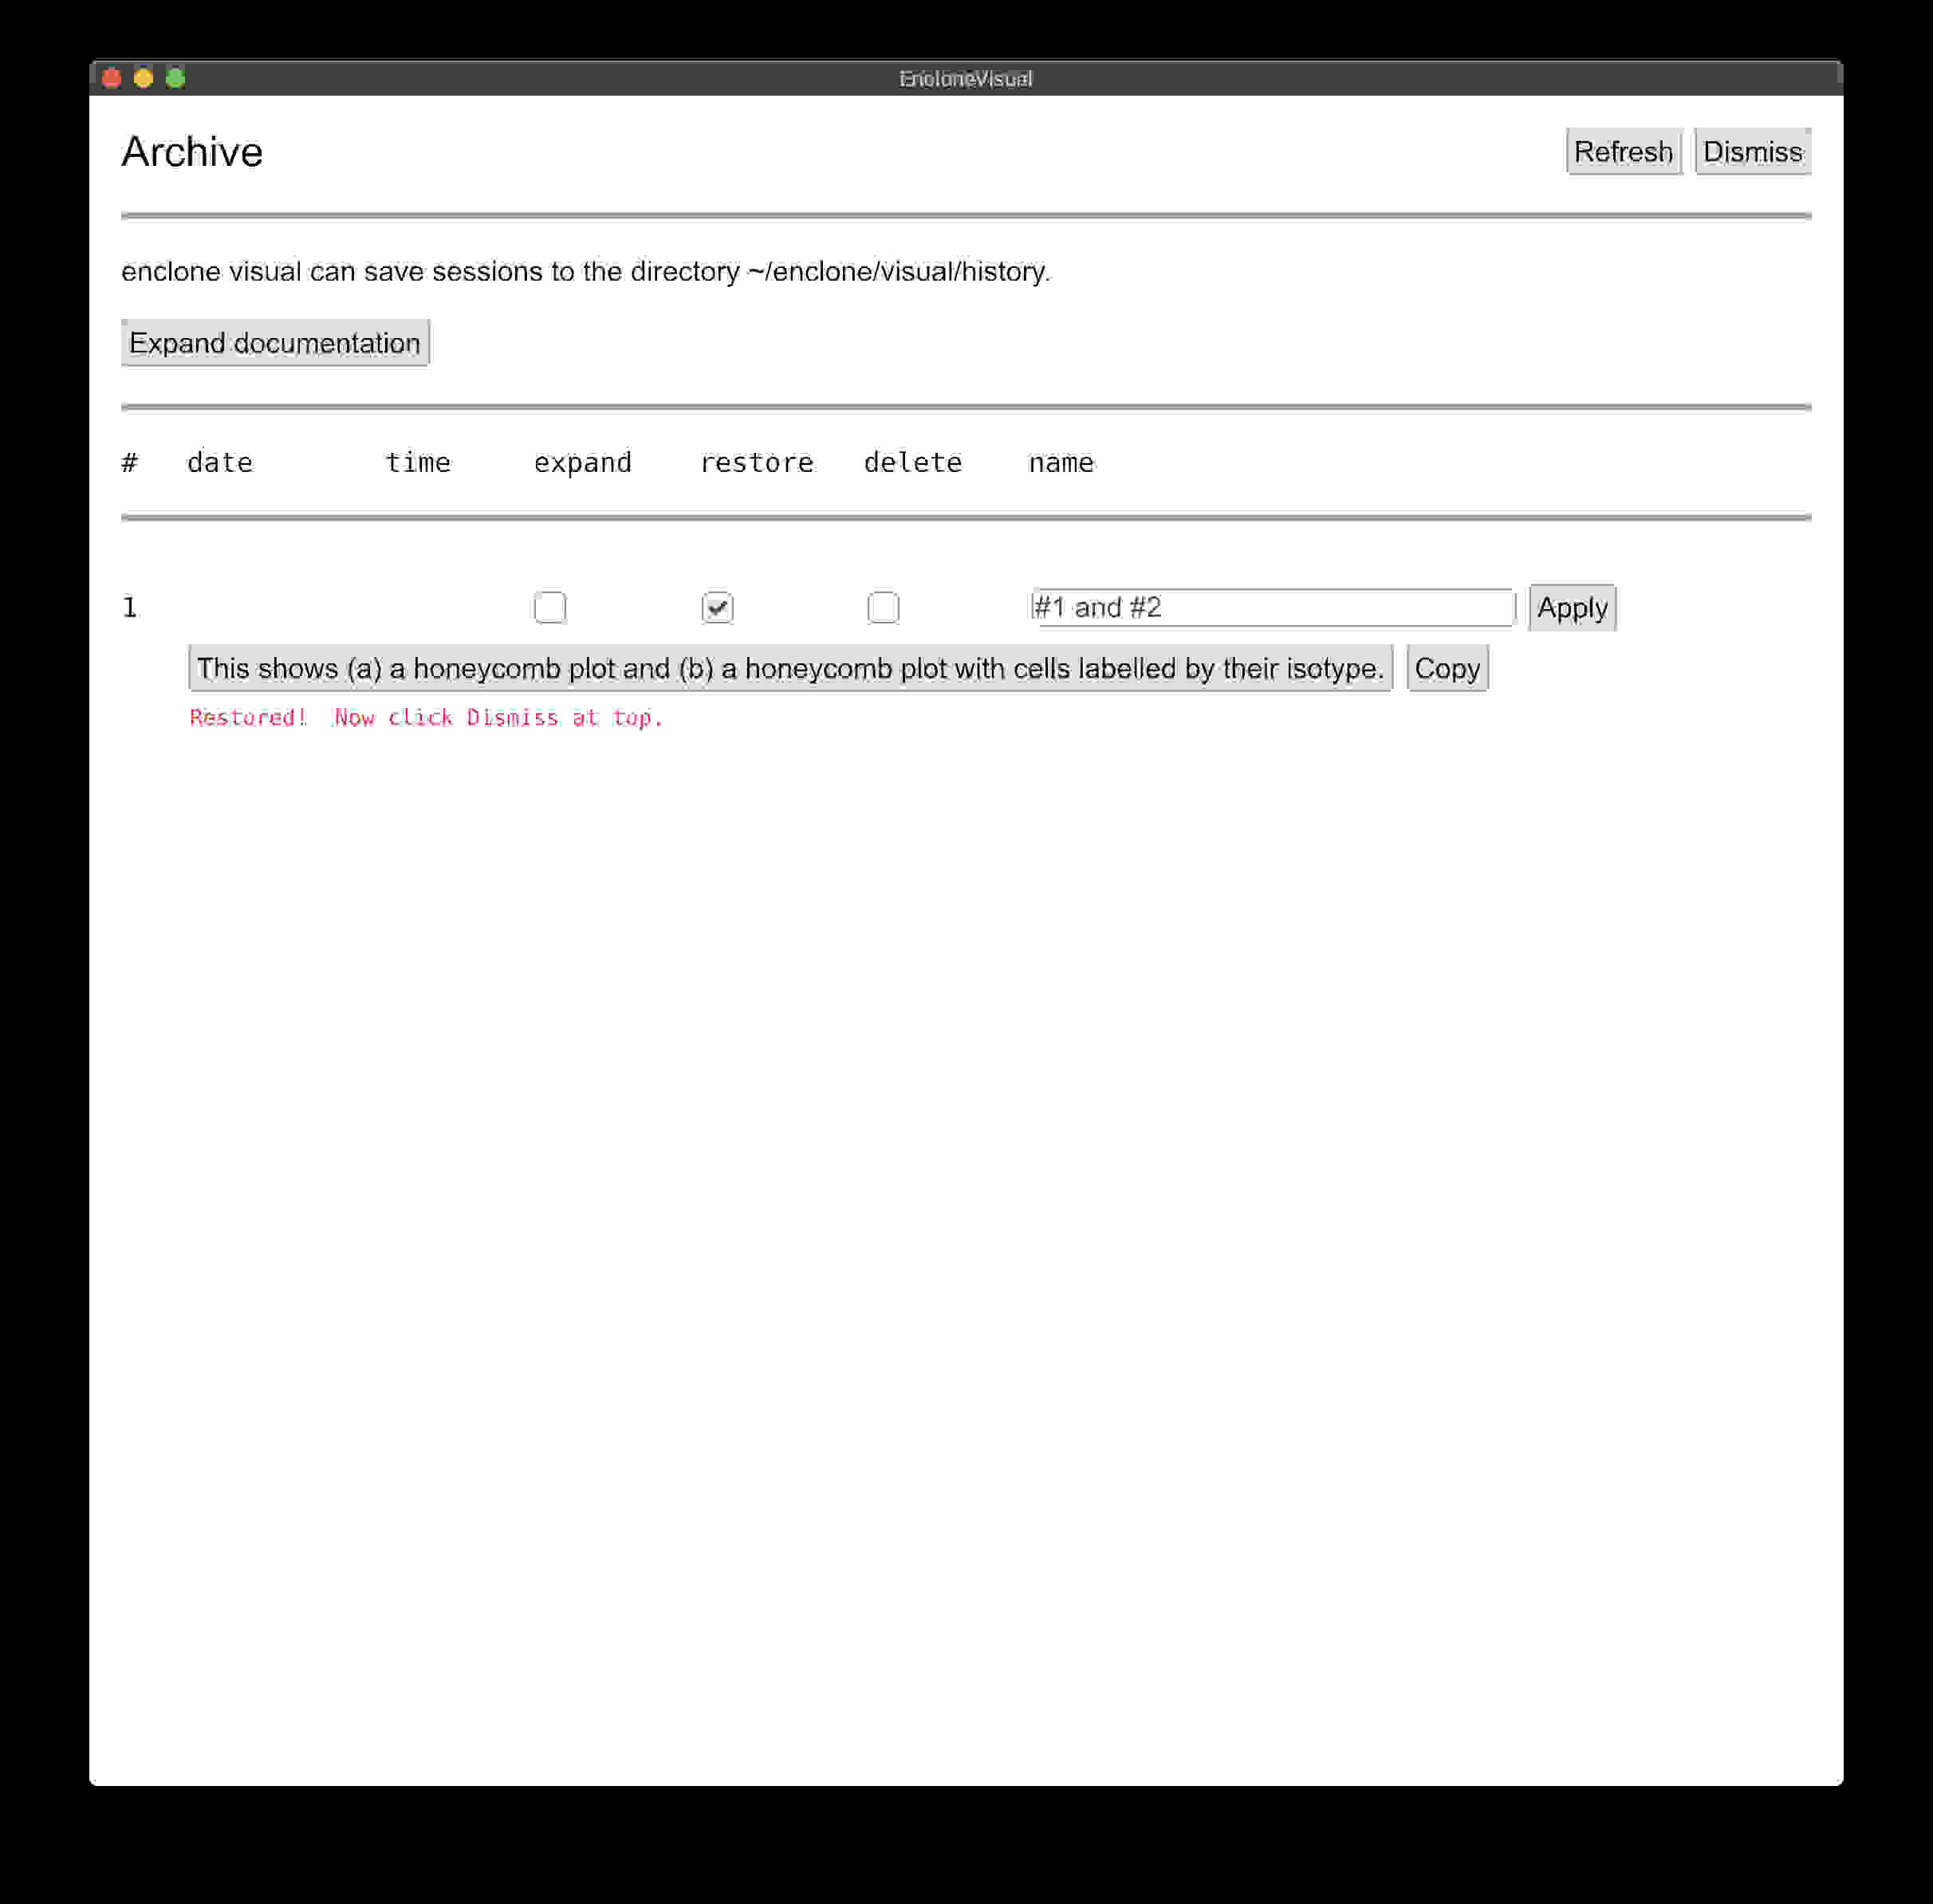 EncloneVisual
Archive Refresh Dismiss
enclone visual can save sessions to the directory ~/enclone/visual/history.
Expand documentation
# date time expand restore delete name
1 #1 and #2 Apply
This shows (a) a honeycomb plot and (b) a honeycomb plot with cells labelled by their isotype. Copy
Restored! Now click Dismiss at top.